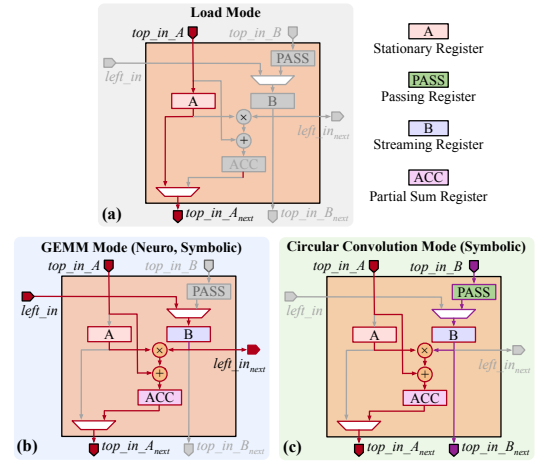 Load Mode
top_in_A
top_in_B
left_in
PASS
A
B
×
+
ACC
left_in_next
(a)
top_in_A_next
top_in_B_next
A
Stationary Register
PASS
Passing Register
B
Streaming Register
ACC
Partial Sum Register
GEMM Mode (Neuro, Symbolic)
top_in_A
top_in_B
left_in
PASS
A
B
×
+
ACC
left_in_next
(b)
top_in_A_next
top_in_B_next
Circular Convolution Mode (Symbolic)
top_in_A
top_in_B
left_in
PASS
A
B
×
+
ACC
left_in_next
(c)
top_in_A_next
top_in_B_next